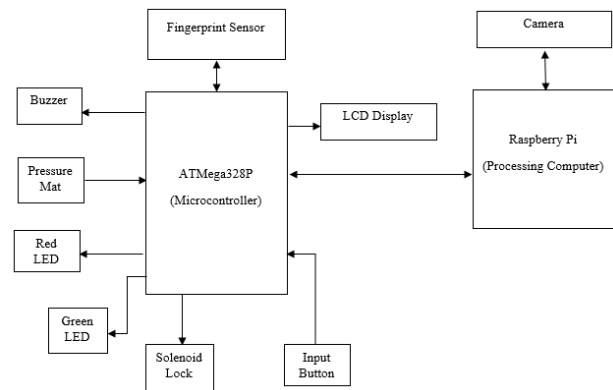 Fingerprint Sensor
Camera
Buzzer
LCD Display
Raspberry Pi
(Processing Computer)
Pressure
Mat
ATMega328P
(Microcontroller)
Red
LED
Green
LED
Solenoid
Lock
Input
Button